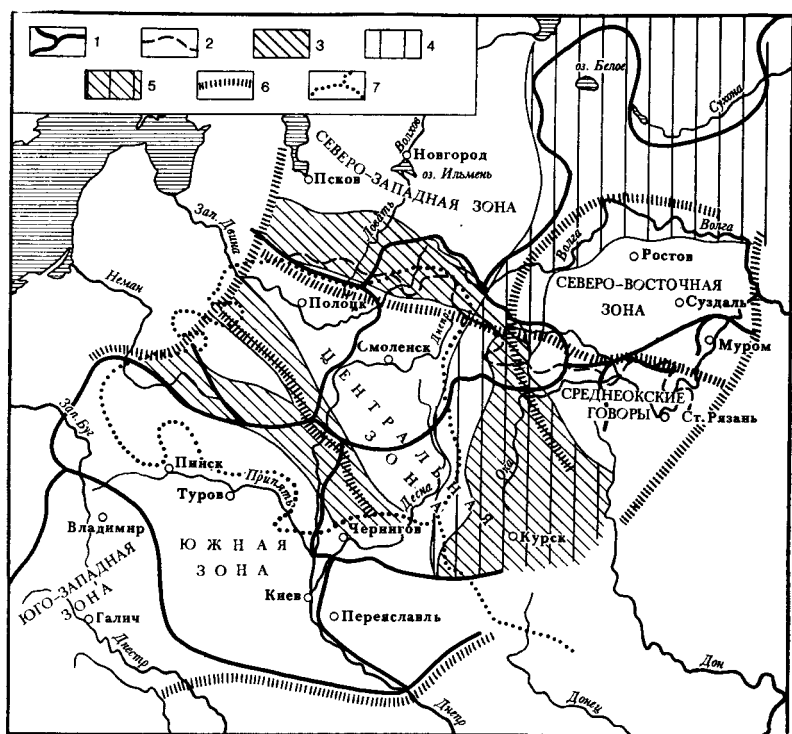 1 2 3 4
5 6 7
оз. Белое
Сухона
Волхов
СЕВЕРО-ЗАПАДНАЯ ЗОНА
Новгород
оз. Ильмень
Псков
Ловать
Зап. Двина
Волга
Волга
Ростов
СЕВЕРО-ВОСТОЧНАЯ
ЗОНА
Суздаль
Неман
Полоцк
Днепр
Смоленск
Муром
ЦЕНТРАЛЬНАЯ
ЗОНА
СРЕДНЕОКСКИЕ
ГОВОРЫ
Ст. Рязань
Зап. Буг
Ока
Пинск
Припять
Туров
Десна
Чернигов
Курск
Владимир
ЮЖНАЯ
ЗОНА
ЮГО-ЗАПАДНАЯ
ЗОНА
Киев
Переяславль
Галич
Днестр
Дон
Донец
Днепр